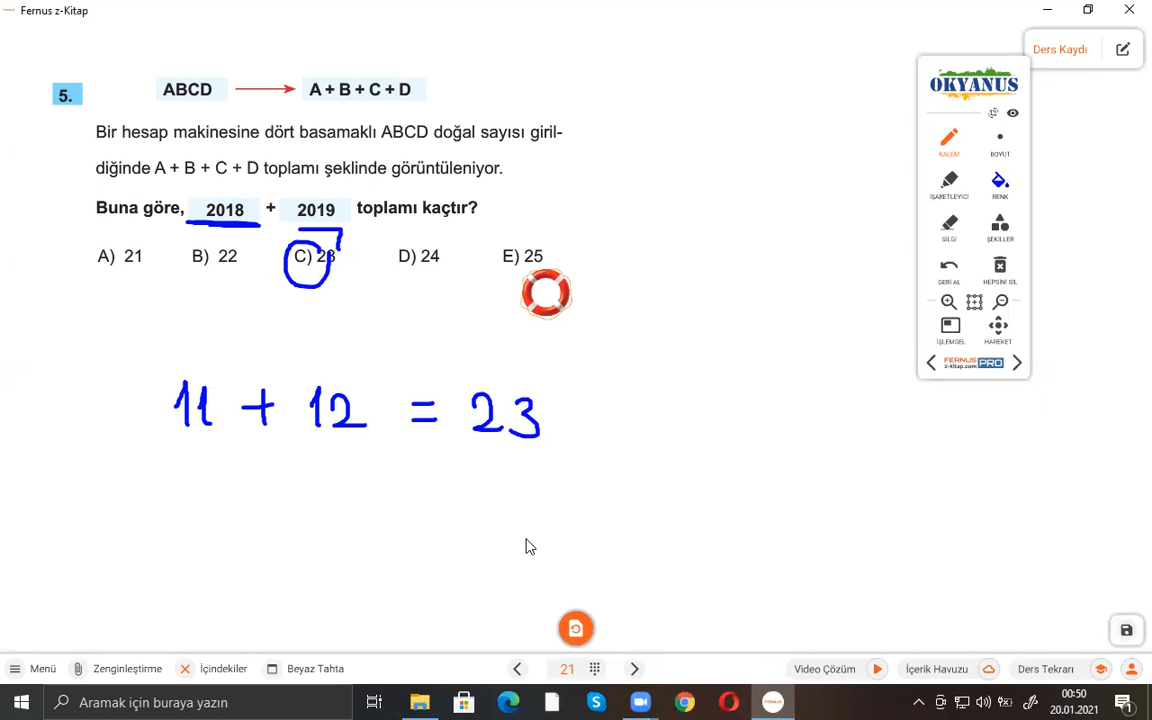 Fernus z-Kitap
Ders Kaydı
5.
ABCD
A + B + C + D
Bir hesap makinesine dört basamaklı ABCD doğal sayısı giril-
diğinde A + B + C + D toplamı şeklinde görüntüleniyor.
Buna göre, 2018 + 2019 toplamı kaçtır?
A) 21 B) 22 C) 23 D) 24 E) 25
11 + 12 = 23
OKYANUS
KALEM BOYUT
İŞARETLEYİCİ RENK
SİLGİ ŞEKİLLER
GERİ AL HEPSİNİ SİL
İŞLEMSEL HAREKET
FERNUS PRO
z-kitap.com
Menü Zenginleştirme İçindekiler Beyaz Tahta 21 Video Çözüm İçerik Havuzu Ders Tekrarı
Aramak için buraya yazın
00:50
20.01.2021
1